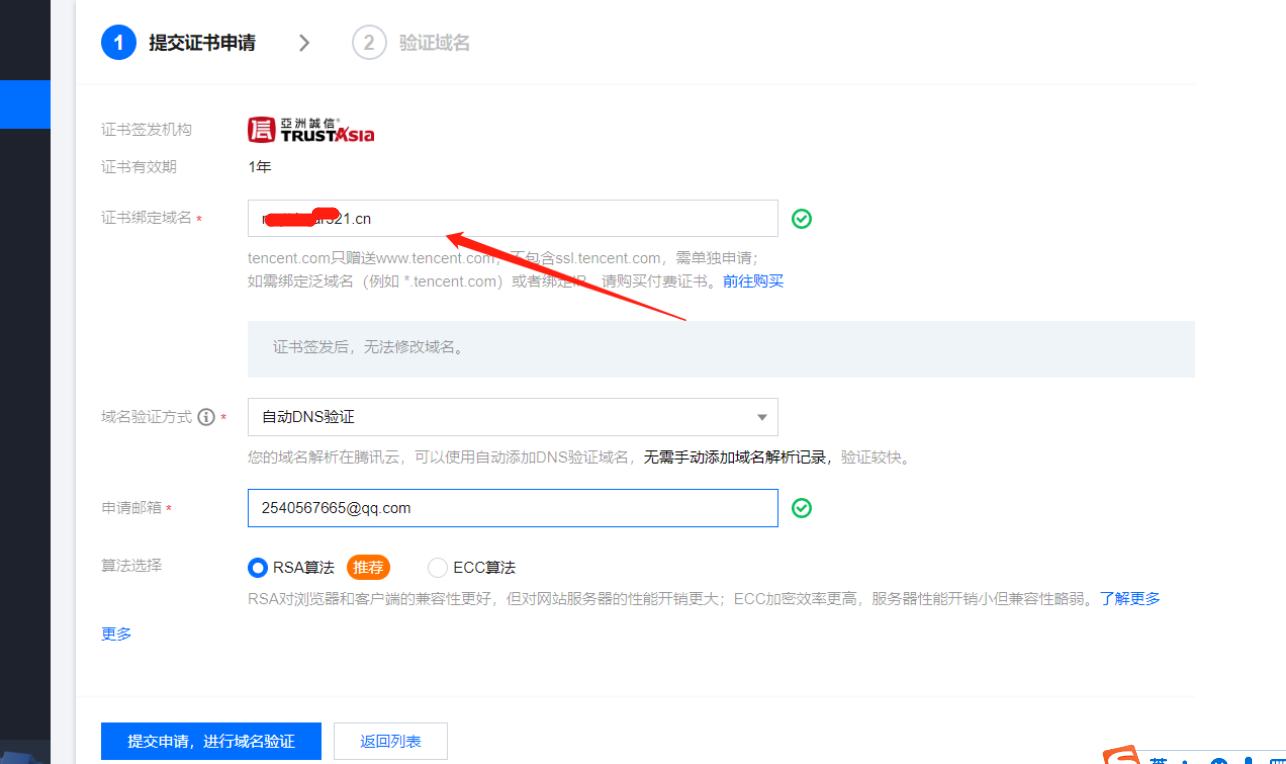 1 提交证书申请 > 2 验证域名
证书签发机构 亞洲誠信 TRUSTAsia
证书有效期 1年
证书绑定域名 * 321.cn
tencent.com只赠送www.tencent.com，不包含ssl.tencent.com，需单独申请；
如需绑定泛域名（例如 *.tencent.com）或者绑定IP，请购买付费证书。前往购买
证书签发后，无法修改域名。
域名验证方式 * 自动DNS验证
您的域名解析在腾讯云，可以使用自动添加DNS验证域名，无需手动添加域名解析记录，验证较快。
申请邮箱 * 2540567665@qq.com
算法选择 RSA算法 推荐 ECC算法
RSA对浏览器和客户端的兼容性更好，但对网站服务器的性能开销更大；ECC加密效率更高，服务器性能开销小但兼容性略弱。了解更多
更多
提交申请，进行域名验证 返回列表
英